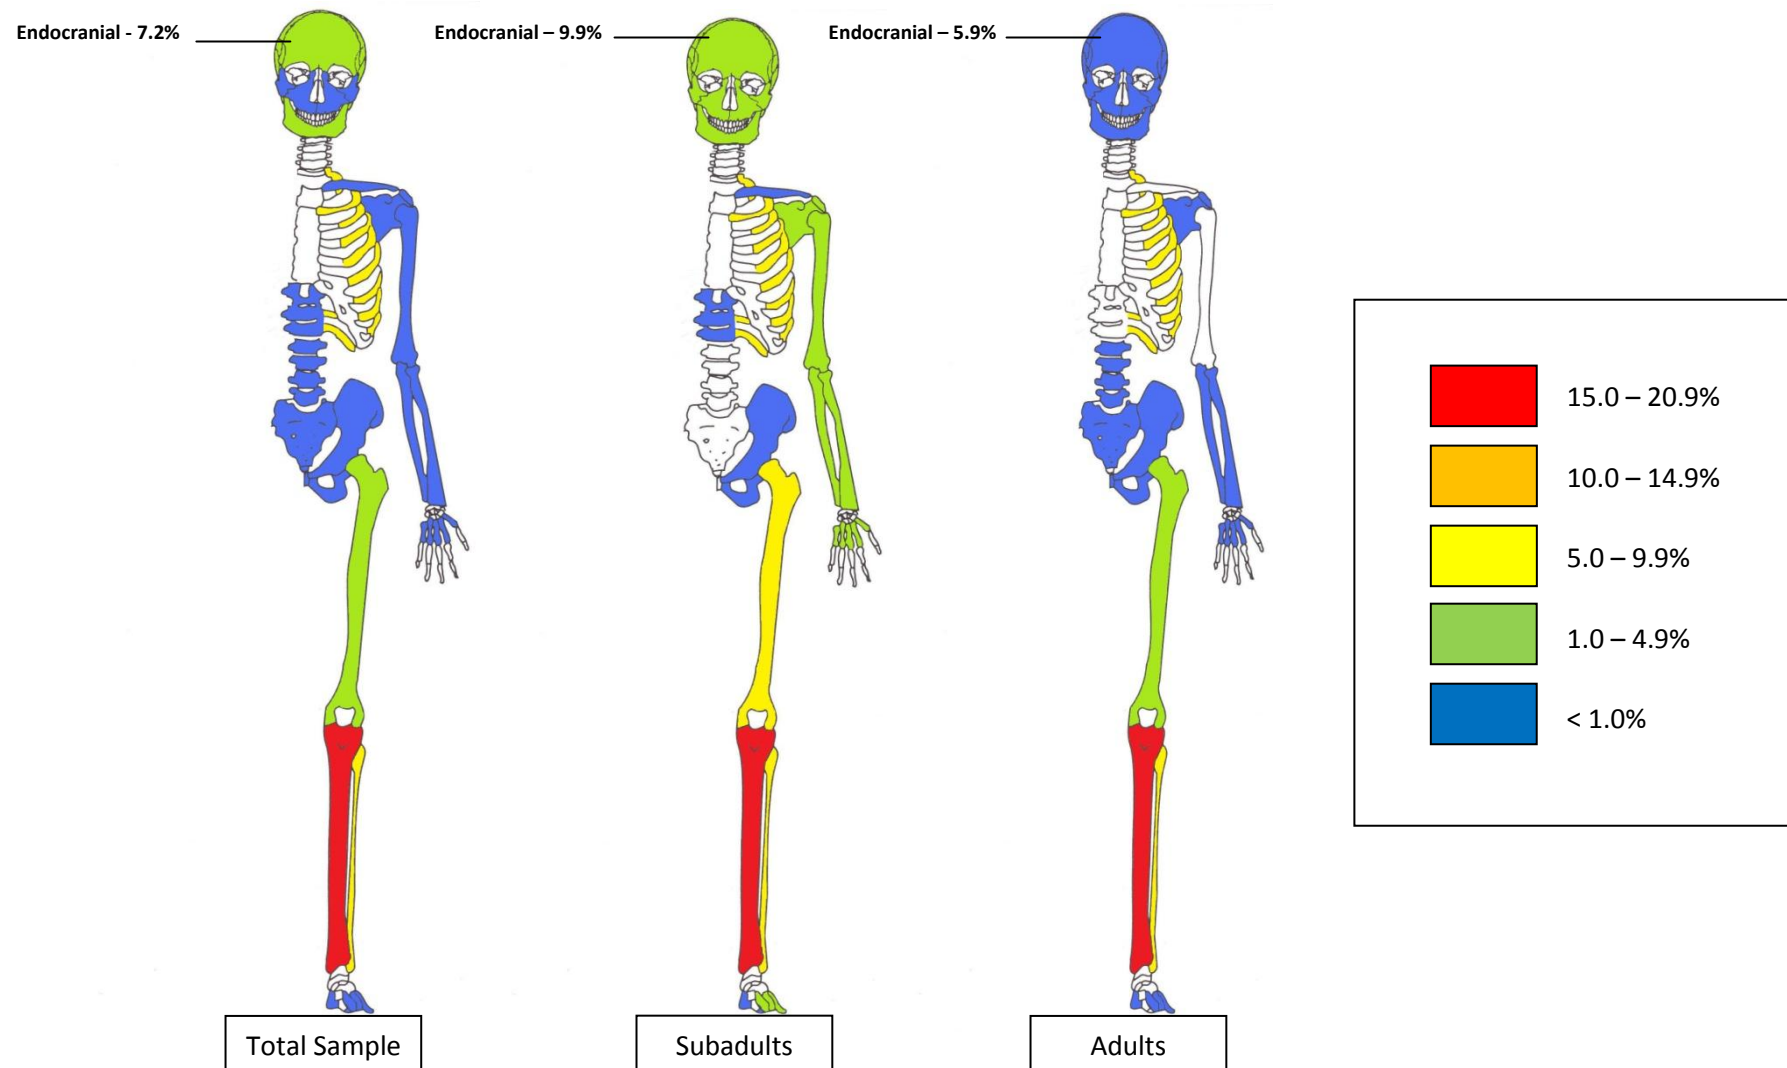 Endocranial - 7.2%
Endocranial – 9.9%
Endocranial – 5.9%
15.0 – 20.9%
10.0 – 14.9%
5.0 – 9.9%
1.0 – 4.9%
< 1.0%
Total Sample
Subadults
Adults